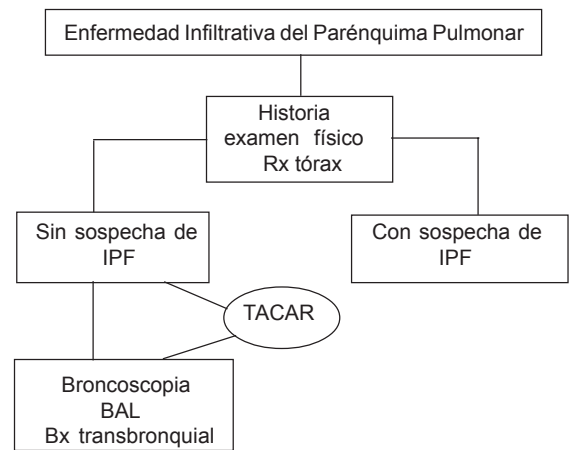 Enfermedad Infiltrativa del Parénquima Pulmonar
Historia
examen físico
Rx tórax
Sin sospecha de
IPF
Con sospecha de
IPF
TACAR
Broncoscopia
BAL
Bx transbronquial